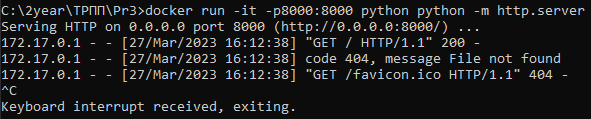 C:\2year\ТРПП\Pr3>docker run -it -p8000:8000 python python -m http.server
Serving HTTP on 0.0.0.0 port 8000 (http://0.0.0.0:8000/) ...
172.17.0.1 - - [27/Mar/2023 16:12:38] "GET / HTTP/1.1" 200 -
172.17.0.1 - - [27/Mar/2023 16:12:38] code 404, message File not found
172.17.0.1 - - [27/Mar/2023 16:12:38] "GET /favicon.ico HTTP/1.1" 404 -
^C
Keyboard interrupt received, exiting.